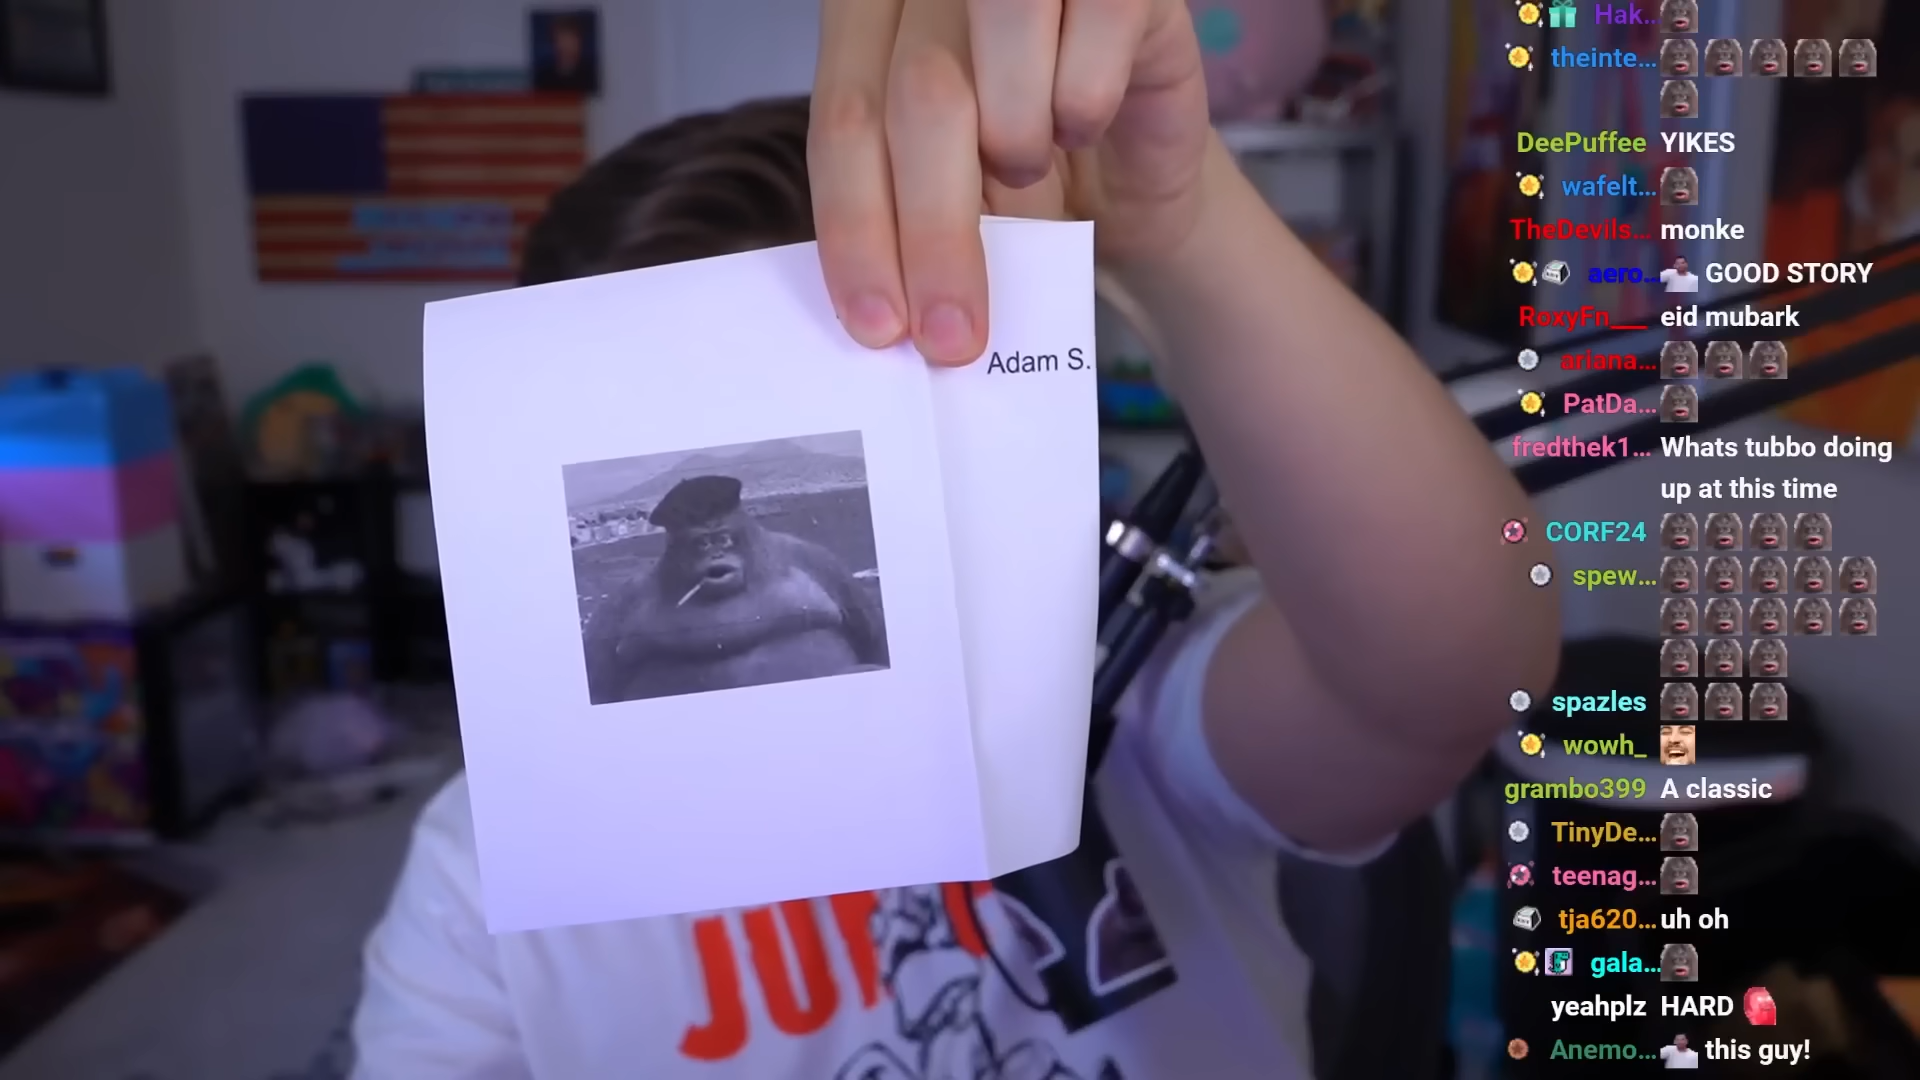 Adam S.
JU
Hak...
theinte...
DeePuffee YIKES
wafelt...
TheDevils... monke
aero... GOOD STORY
RoxyFn___ eid mubark
ariana...
PatDa...
fredthek1... Whats tubbo doing
up at this time
CORF24
spew...
spazles
wowh_
grambo399 A classic
TinyDe...
teenag...
tja620... uh oh
gala...
yeahplz HARD
Anemo... this guy!